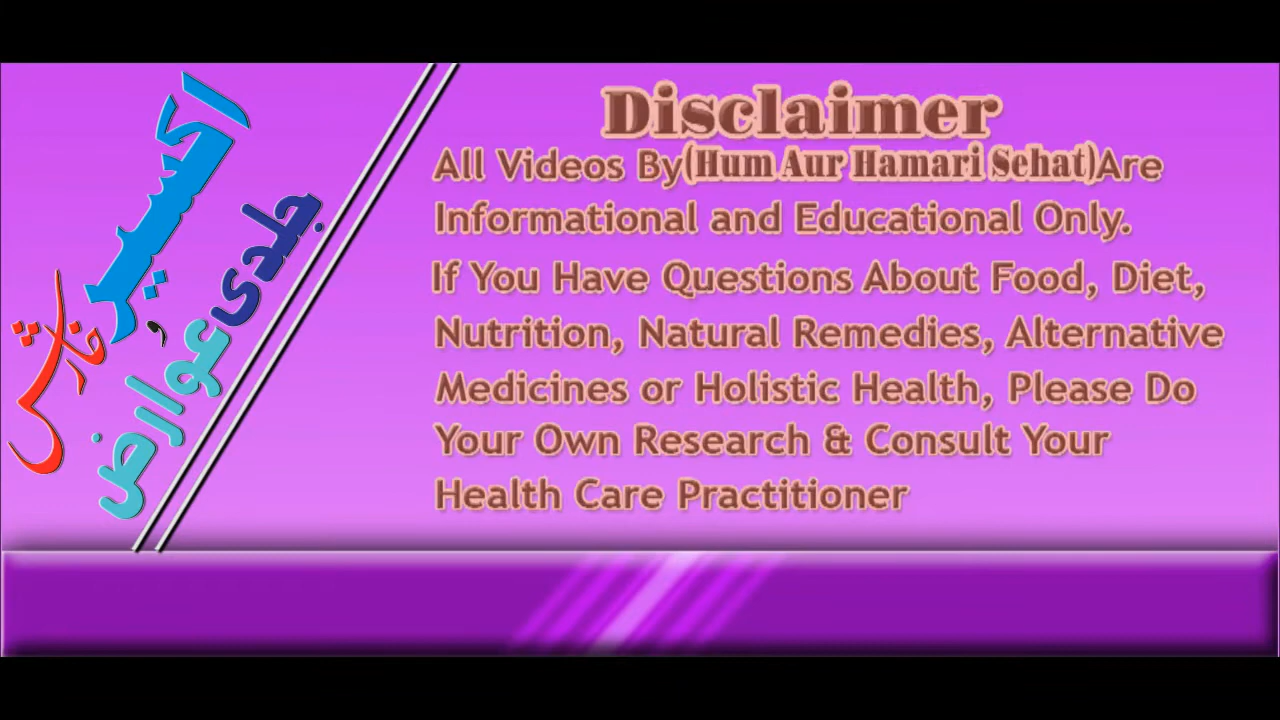 Disclaimer
All Videos By(Hum Aur Hamari Sehat)Are
Informational and Educational Only.
If You Have Questions About Food, Diet,
Nutrition, Natural Remedies, Alternative
Medicines or Holistic Health, Please Do
Your Own Research & Consult Your
Health Care Practitioner
اکسیر خارش
و
جلدی عوارض